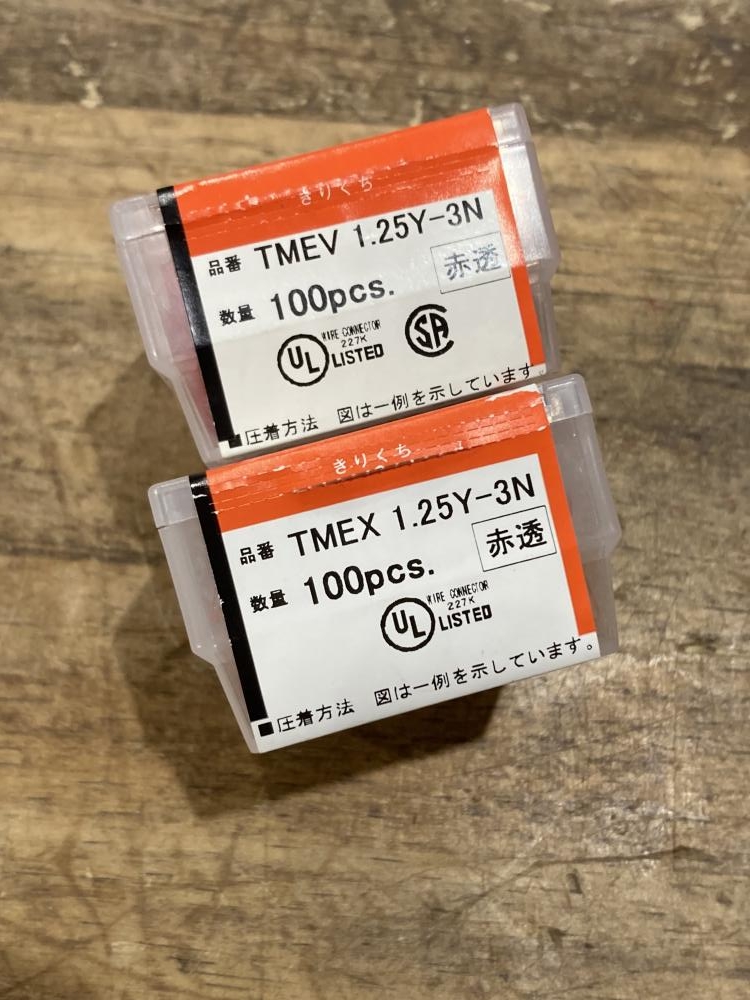 きりくち
品番 TMEV 1.25Y-3N
赤透
数量 100pcs.
UL WIRE CONNECTOR
227K
LISTED
SA
■圧着方法 図は一例を示しています。
きりくち
品番 TMEX 1.25Y-3N
赤透
数量 100pcs.
UL WIRE CONNECTOR
227K
LISTED
■圧着方法 図は一例を示しています。